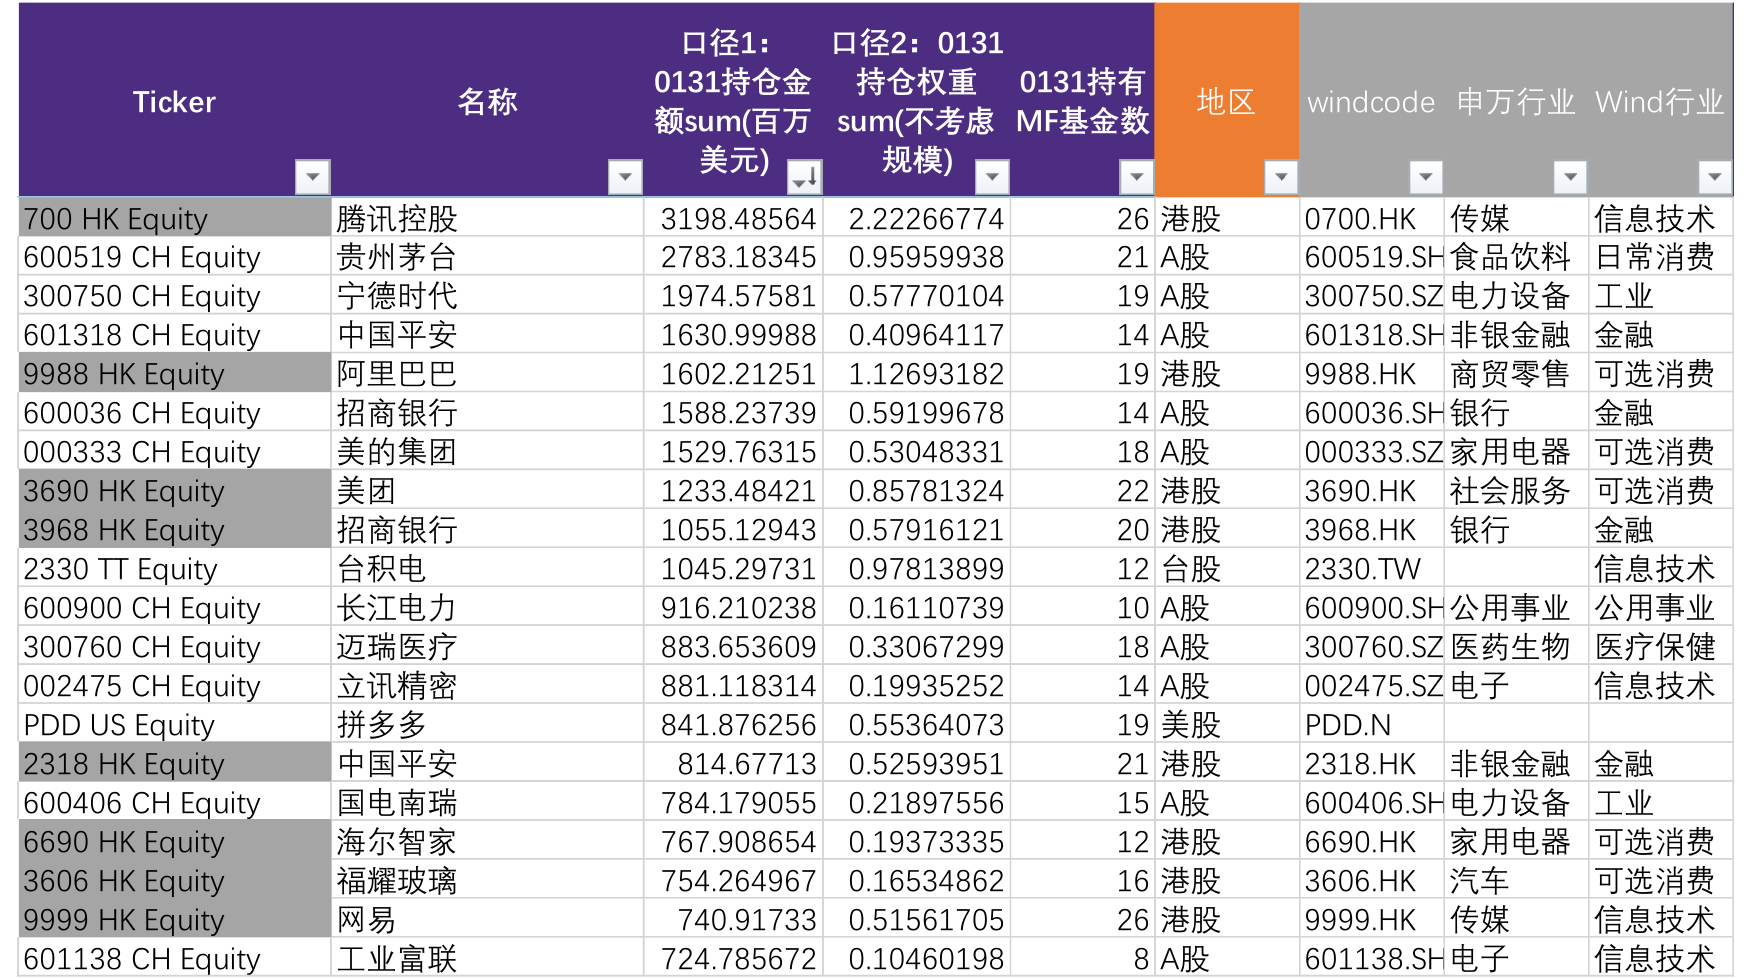 Ticker 名称 口径1：0131持仓金额sum(百万美元) 口径2：0131持仓权重sum(不考虑规模) 0131持有MF基金数 地区 windcode 申万行业 Wind行业
700 HK Equity 腾讯控股 3198.48564 2.22266774 26 港股 0700.HK 传媒 信息技术
600519 CH Equity 贵州茅台 2783.18345 0.95959938 21 A股 600519.SH 食品饮料 日常消费
300750 CH Equity 宁德时代 1974.57581 0.57770104 19 A股 300750.SZ 电力设备 工业
601318 CH Equity 中国平安 1630.99988 0.40964117 14 A股 601318.SH 非银金融 金融
9988 HK Equity 阿里巴巴 1602.21251 1.12693182 19 港股 9988.HK 商贸零售 可选消费
600036 CH Equity 招商银行 1588.23739 0.59199678 14 A股 600036.SH 银行 金融
000333 CH Equity 美的集团 1529.76315 0.53048331 18 A股 000333.SZ 家用电器 可选消费
3690 HK Equity 美团 1233.48421 0.85781324 22 港股 3690.HK 社会服务 可选消费
3968 HK Equity 招商银行 1055.12943 0.57916121 20 港股 3968.HK 银行 金融
2330 TT Equity 台积电 1045.29731 0.97813899 12 台股 2330.TW 信息技术
600900 CH Equity 长江电力 916.210238 0.16110739 10 A股 600900.SH 公用事业 公用事业
300760 CH Equity 迈瑞医疗 883.653609 0.33067299 18 A股 300760.SZ 医药生物 医疗保健
002475 CH Equity 立讯精密 881.118314 0.19935252 14 A股 002475.SZ 电子 信息技术
PDD US Equity 拼多多 841.876256 0.55364073 19 美股 PDD.N
2318 HK Equity 中国平安 814.67713 0.52593951 21 港股 2318.HK 非银金融 金融
600406 CH Equity 国电南瑞 784.179055 0.21897556 15 A股 600406.SH 电力设备 工业
6690 HK Equity 海尔智家 767.908654 0.19373335 12 港股 6690.HK 家用电器 可选消费
3606 HK Equity 福耀玻璃 754.264967 0.16534862 16 港股 3606.HK 汽车 可选消费
9999 HK Equity 网易 740.91733 0.51561705 26 港股 9999.HK 传媒 信息技术
601138 CH Equity 工业富联 724.785672 0.10460198 8 A股 601138.SH 电子 信息技术